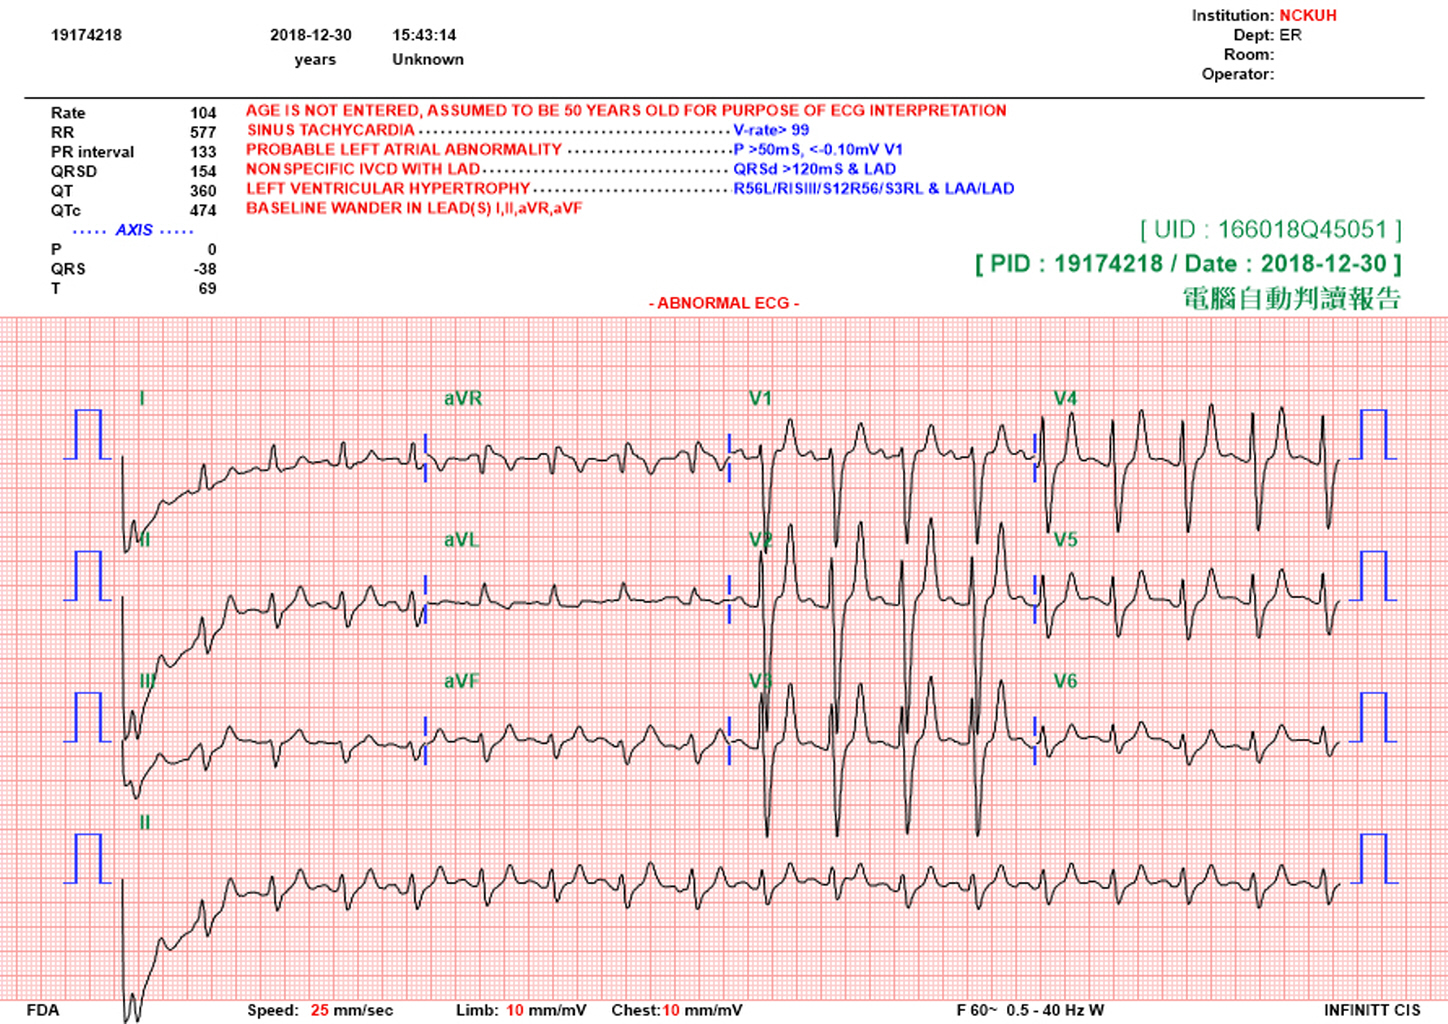 Institution: NCKUH
19174218 2018-12-30 15:43:14 Dept: ER
years Unknown Room:
Operator:
Rate 104 AGE IS NOT ENTERED, ASSUMED TO BE 50 YEARS OLD FOR PURPOSE OF ECG INTERPRETATION
RR 577 SINUS TACHYCARDIA V-rate> 99
PR interval 133 PROBABLE LEFT ATRIAL ABNORMALITY P >50mS, <-0.10mV V1
QRSD 154 NONSPECIFIC IVCD WITH LAD QRSd >120mS & LAD
QT 360 LEFT VENTRICULAR HYPERTROPHY R56L/RISIII/S12R56/S3RL & LAA/LAD
QTc 474 BASELINE WANDER IN LEAD(S) I,II,aVR,aVF
····· AXIS ·····
[ UID : 166018Q45051 ]
P 0
[ PID : 19174218 / Date : 2018-12-30 ]
QRS -38
T 69
電腦自動判讀報告
- ABNORMAL ECG -
I aVR V1 V4
II aVL V2 V5
III aVF V3 V6
II
FDA Speed: 25 mm/sec Limb: 10 mm/mV Chest:10 mm/mV F 60~ 0.5 - 40 Hz W INFINITT CIS